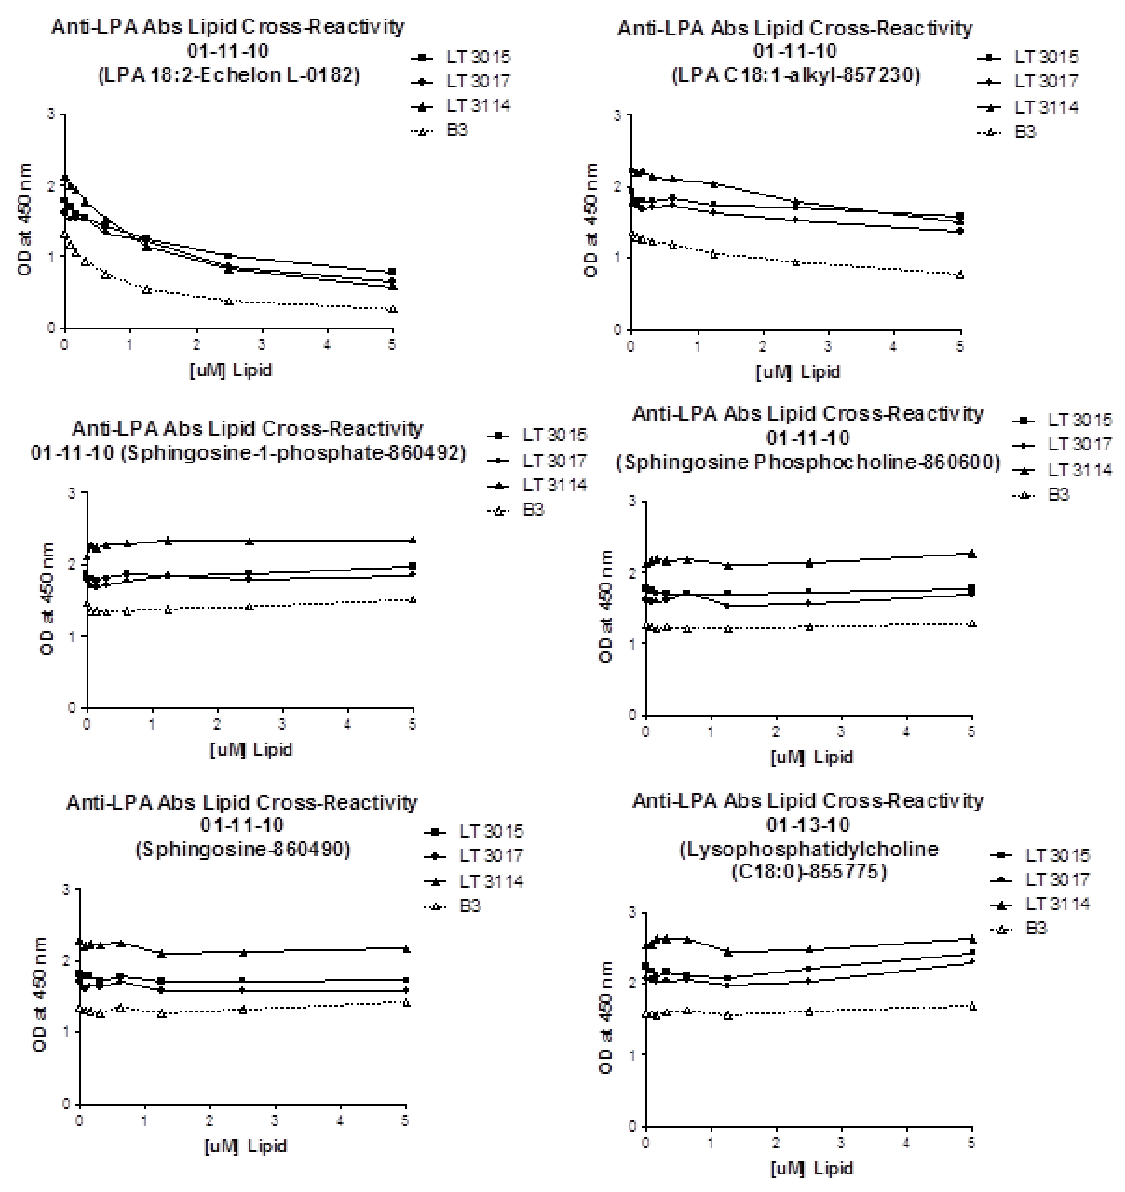 Anti-LPA Abs Lipid Cross-Reactivity
01-11-10
(LPA 18:2-Echelon L-0182)
LT 3015
LT 3017
LT 3114
B3
3
2
1
0
OD at 450 nm
0 1 2 3 4 5
[uM] Lipid
Anti-LPA Abs Lipid Cross-Reactivity
01-11-10
(LPA C18:1-alkyl-857230)
LT 3015
LT 3017
LT 3114
B3
3
2
1
0
OD at 450 nm
0 1 2 3 4 5
[uM] Lipid
Anti-LPA Abs Lipid Cross-Reactivity
01-11-10 (Sphingosine-1-phosphate-860492)
LT 3015
LT 3017
LT 3114
B3
3
2
1
0
OD at 450 nm
0 1 2 3 4 5
[uM] Lipid
Anti-LPA Abs Lipid Cross-Reactivity
01-11-10
(Sphingosine Phosphocholine-860600)
LT 3015
LT 3017
LT 3114
B3
3
2
1
0
OD at 450 nm
0 1 2 3 4 5
[uM] Lipid
Anti-LPA Abs Lipid Cross-Reactivity
01-11-10
(Sphingosine-860490)
LT 3015
LT 3017
LT 3114
B3
3
2
1
0
OD at 450 nm
0 1 2 3 4 5
[uM] Lipid
Anti-LPA Abs Lipid Cross-Reactivity
01-13-10
(Lysophosphatidylcholine
(C18:0)-855775)
LT 3015
LT 3017
LT 3114
B3
3
2
1
0
OD at 450 nm
0 1 2 3 4 5
[uM] Lipid